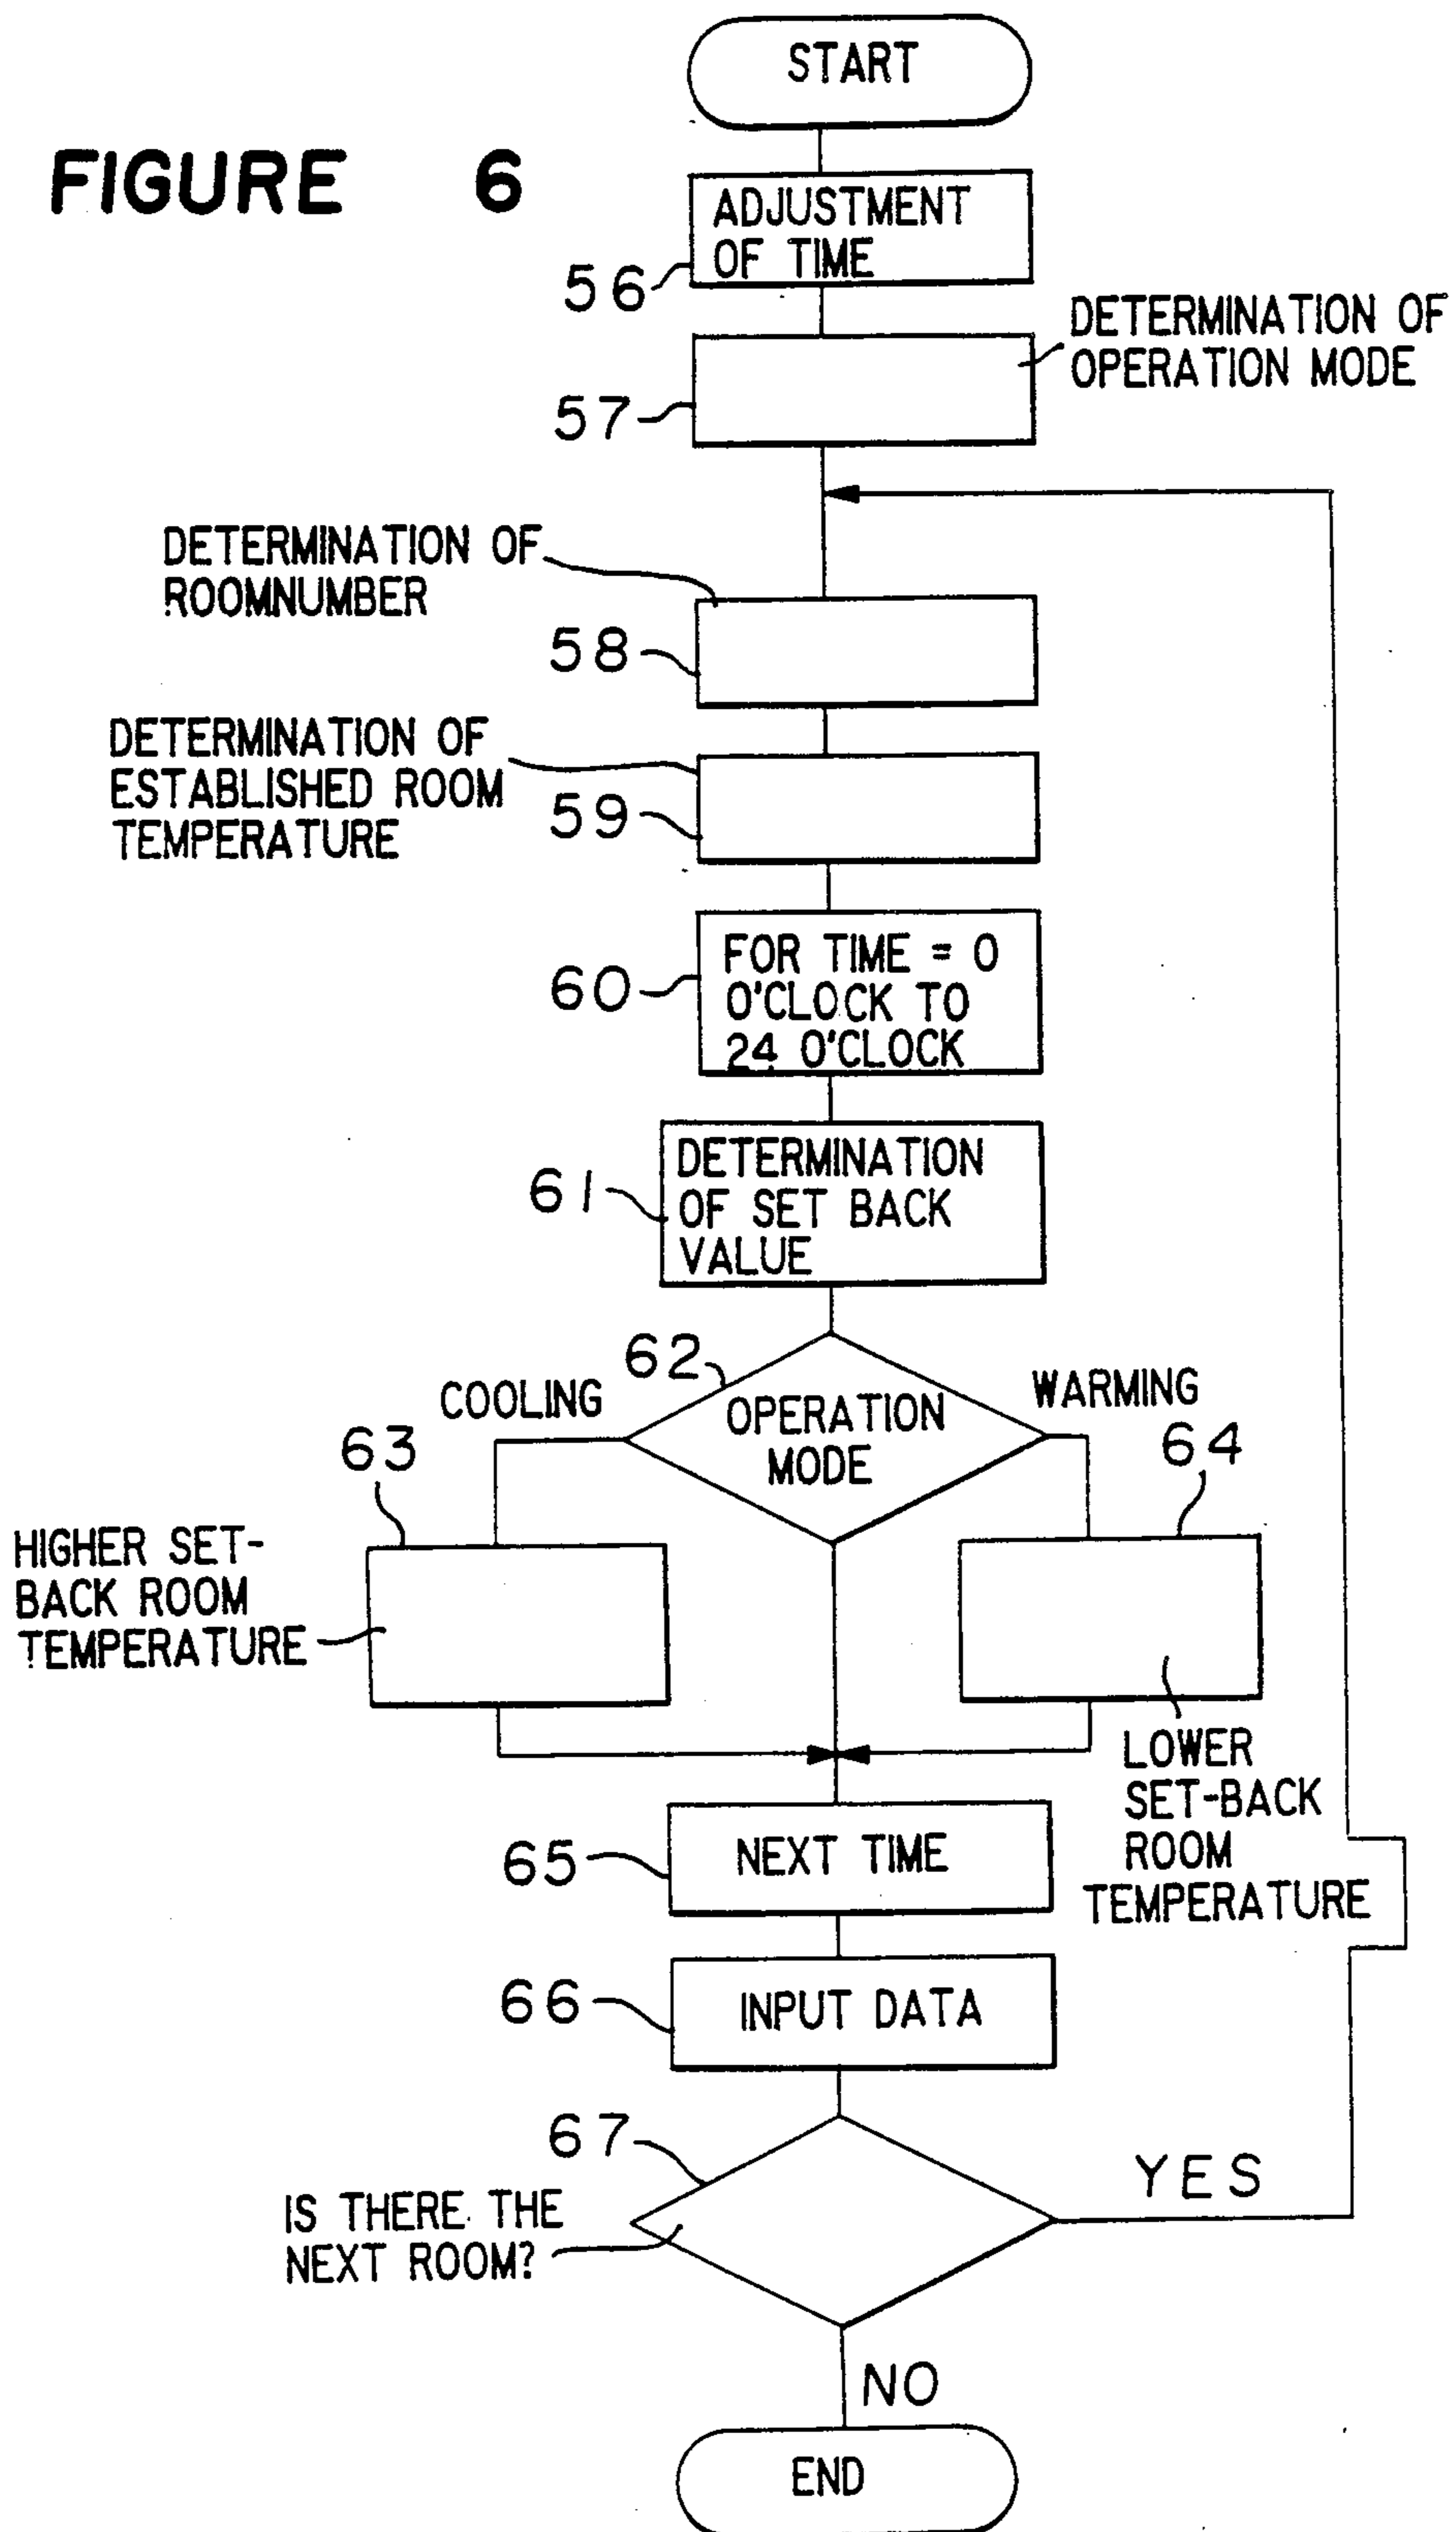 START
FIGURE 6
ADJUSTMENT
OF TIME
56
DETERMINATION OF
OPERATION MODE
57
DETERMINATION OF
ROOMNUMBER
58
DETERMINATION OF
ESTABLISHED ROOM
TEMPERATURE
59
FOR TIME = 0
O'CLOCK TO
24 O'CLOCK
60
DETERMINATION
OF SET BACK
VALUE
61
62
COOLING
OPERATION
MODE
WARMING
63
64
HIGHER SET-
BACK ROOM
TEMPERATURE
LOWER
SET-BACK
ROOM
TEMPERATURE
NEXT TIME
65
INPUT DATA
66
67
IS THERE THE
NEXT ROOM?
YES
NO
END